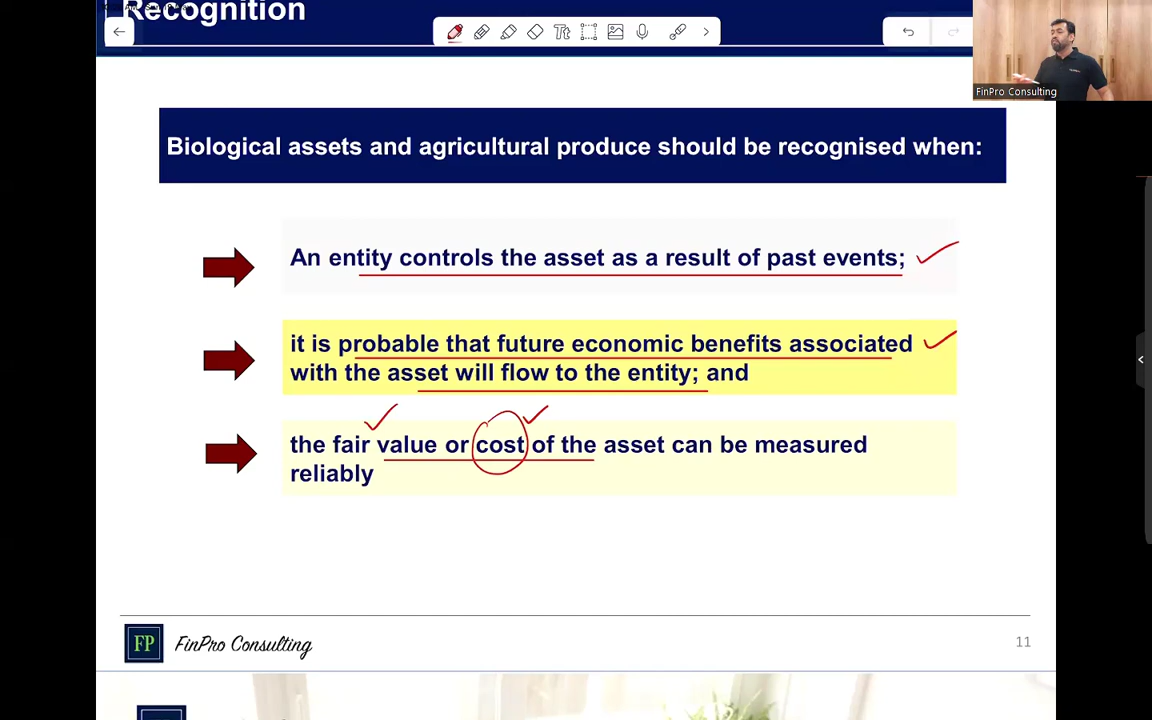 Recognition
Tt
FinPro Consulting
Biological assets and agricultural produce should be recognised when:
An entity controls the asset as a result of past events;
it is probable that future economic benefits associated
with the asset will flow to the entity; and
the fair value or cost of the asset can be measured
reliably
FP FinPro Consulting
11